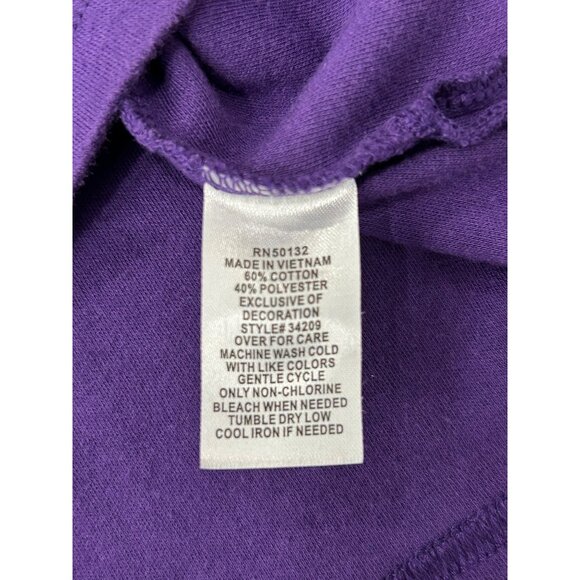 RN50132
MADE IN VIETNAM
60% COTTON
40% POLYESTER
EXCLUSIVE OF
DECORATION
STYLE# 34209
OVER FOR CARE
MACHINE WASH COLD
WITH LIKE COLORS
GENTLE CYCLE
ONLY NON-CHLORINE
BLEACH WHEN NEEDED
TUMBLE DRY LOW
COOL IRON IF NEEDED